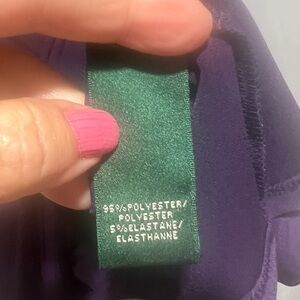 95%POLYESTER/
POLYESTER
5%ELASTANE/
ELASTHANNE